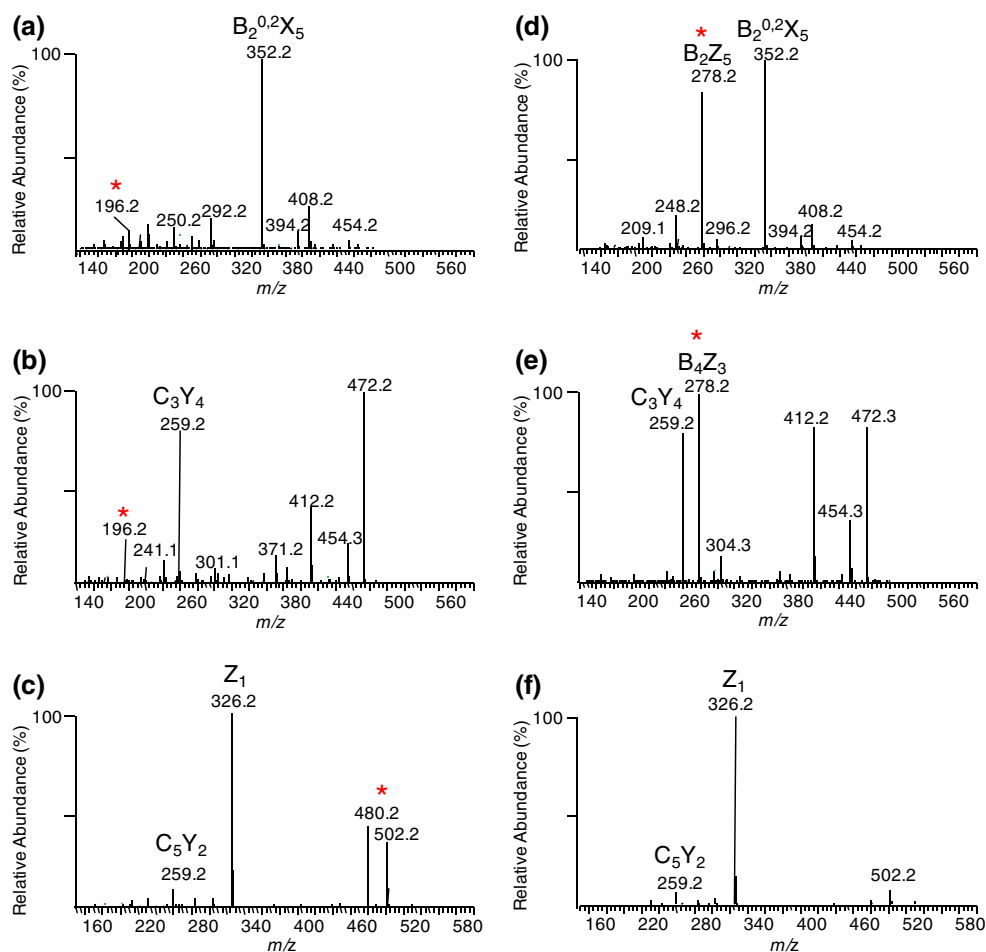 (a)
B₂⁰,²X₅
352.2
100
Relative Abundance (%)
*
196.2
250.2
292.2
394.2
408.2
454.2
140 200 260 320 380 440 500 560
m/z
(d)
*
B₂Z₅
278.2
B₂⁰,²X₅
352.2
100
Relative Abundance (%)
209.1
248.2
296.2
394.2
408.2
454.2
140 200 260 320 380 440 500 560
m/z
(b)
100
Relative Abundance (%)
C₃Y₄
259.2
472.2
*
196.2
241.1
301.1
371.2
412.2
454.3
140 200 260 320 380 440 500 560
m/z
(e)
*
B₄Z₃
278.2
100
Relative Abundance (%)
C₃Y₄
259.2
304.3
412.2
454.3
472.3
140 200 260 320 380 440 500 560
m/z
(c)
Z₁
326.2
100
Relative Abundance (%)
C₅Y₂
259.2
*
480.2
502.2
160 220 280 340 400 460 520 580
m/z
(f)
Z₁
326.2
100
Relative Abundance (%)
C₅Y₂
259.2
502.2
160 220 280 340 400 460 520 580
m/z